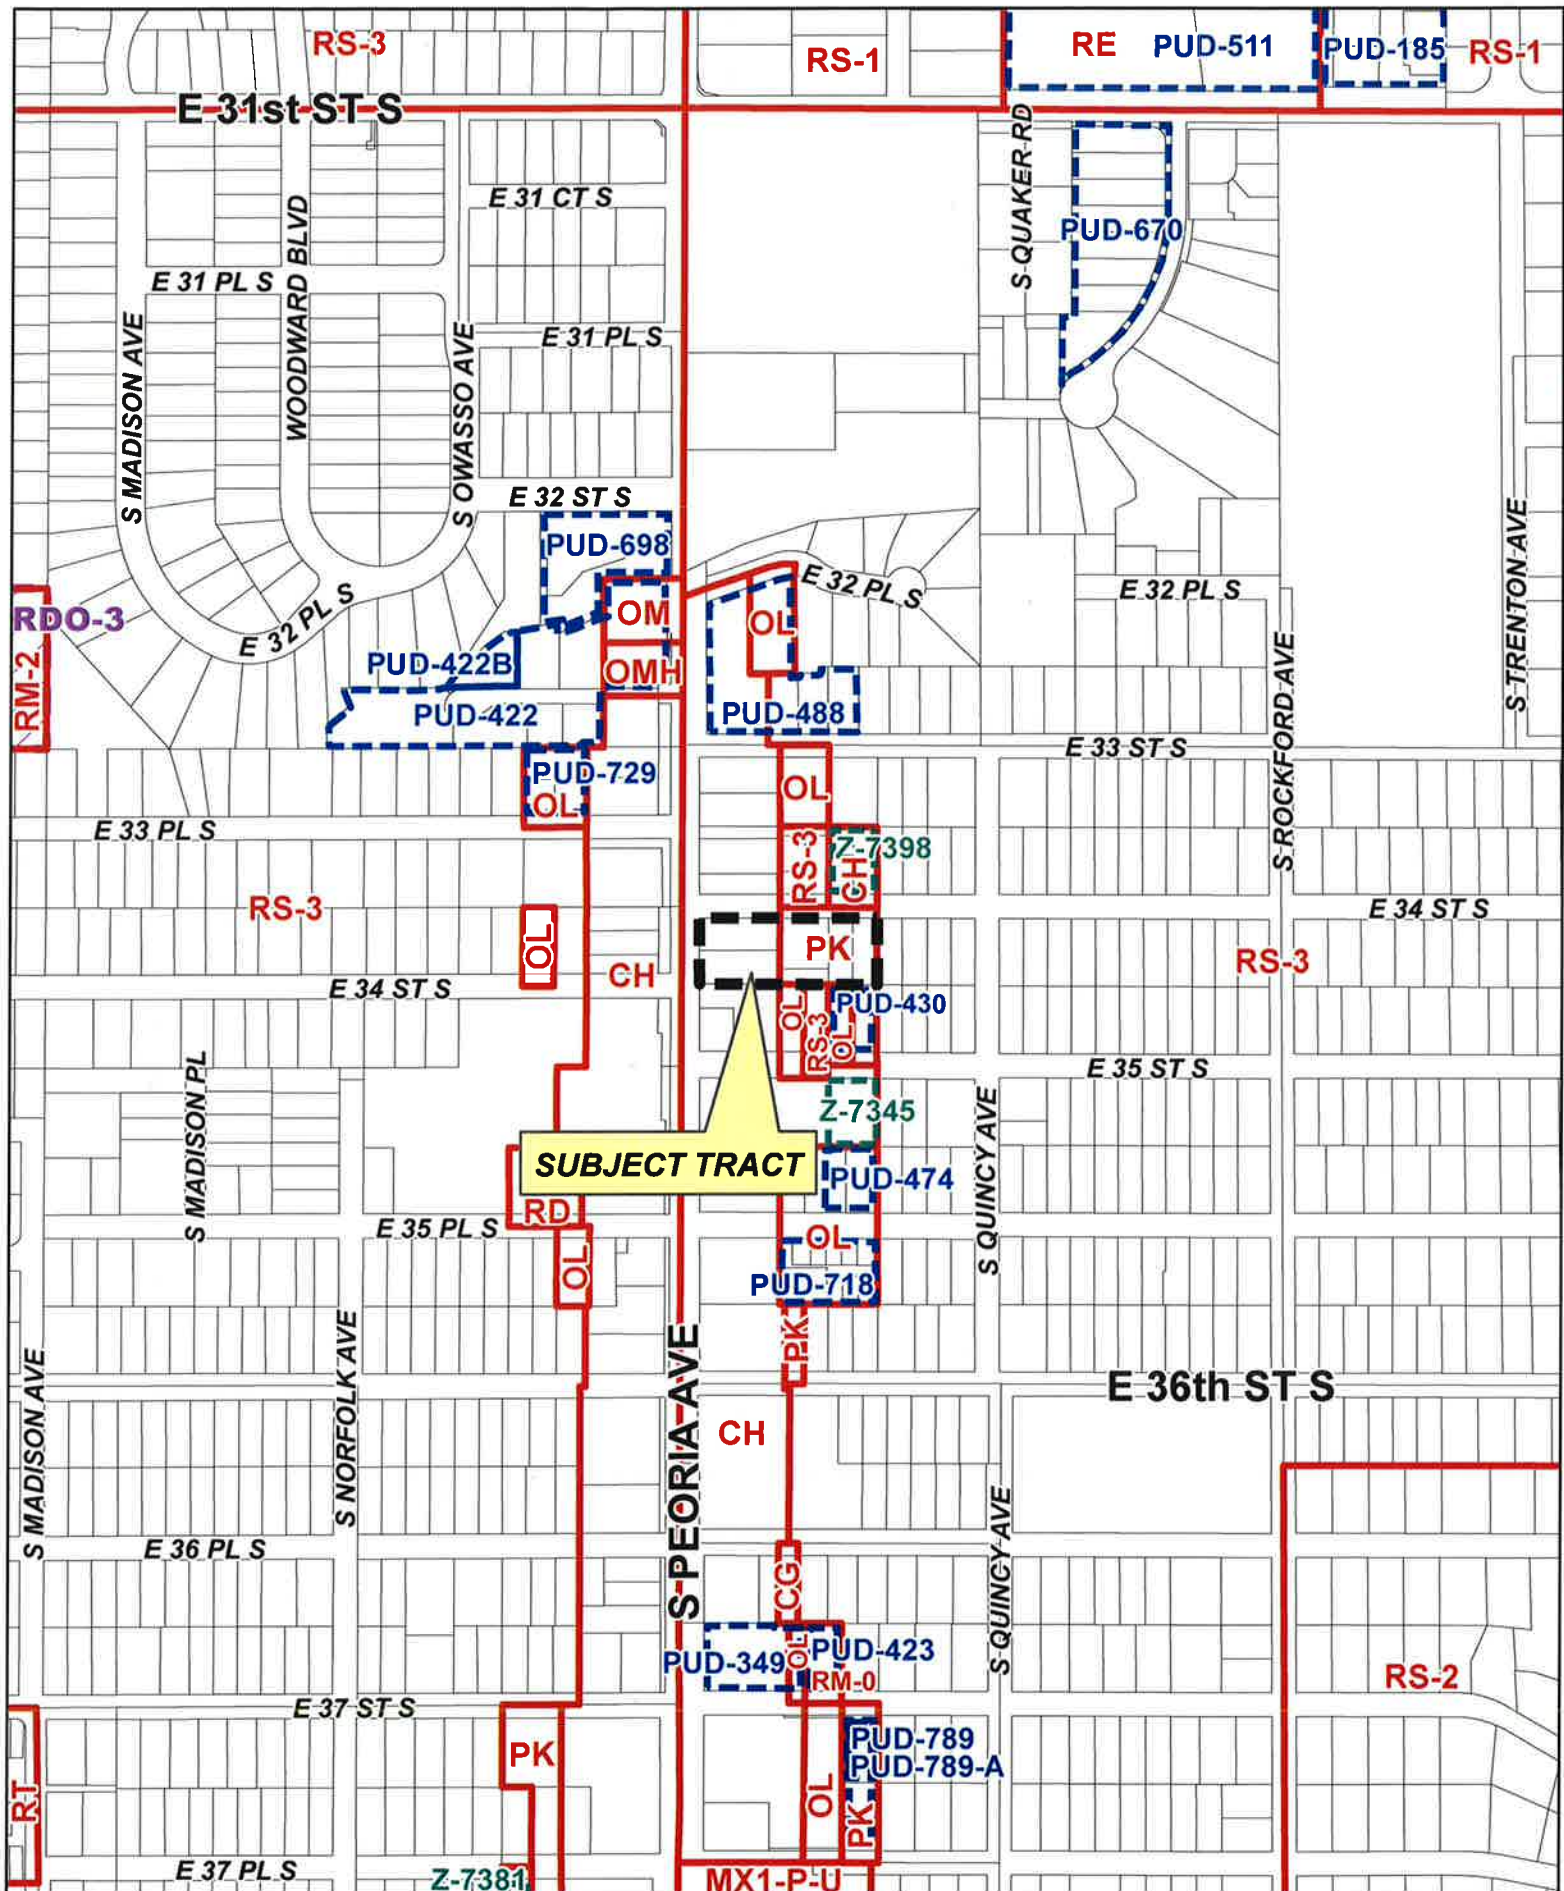 RS-3
RS-1
RE
PUD-511
PUD-185
RS-1
E 31st ST S
S QUAKER RD
E 31 CT S
WOODWARD BLVD
PUD-670
E 31 PL S
S MADISON AVE
S OWASSO AVE
E 31 PL S
E 32 ST S
S TRENTON AVE
PUD-698
RDO-3
E 32 PL S
OM
OL
E 32 PL S
E 32 PL S
RM-2
PUD-422B
OMH
PUD-422
PUD-488
S ROCKFORD AVE
E 33 ST S
PUD-729
OL
OL
E 33 PL S
RS-3
Z-7398
CH
RS-3
OL
PK
E 34 ST S
RS-3
CH
E 34 ST S
OL
RS-3
OL
PUD-430
S MADISON PL
E 35 ST S
Z-7345
S QUINCY AVE
SUBJECT TRACT
PUD-474
RD
E 35 PL S
OL
OL
PUD-718
PK
S MADISON AVE
S NORFOLK AVE
S PEORIA AVE
E 36th ST S
CH
E 36 PL S
CG
S QUINCY AVE
PUD-349
OL
PUD-423
RM-0
RS-2
E 37 ST S
PK
PUD-789
PUD-789-A
OL
PK
RT
E 37 PL S
Z-7381
MX1-P-U